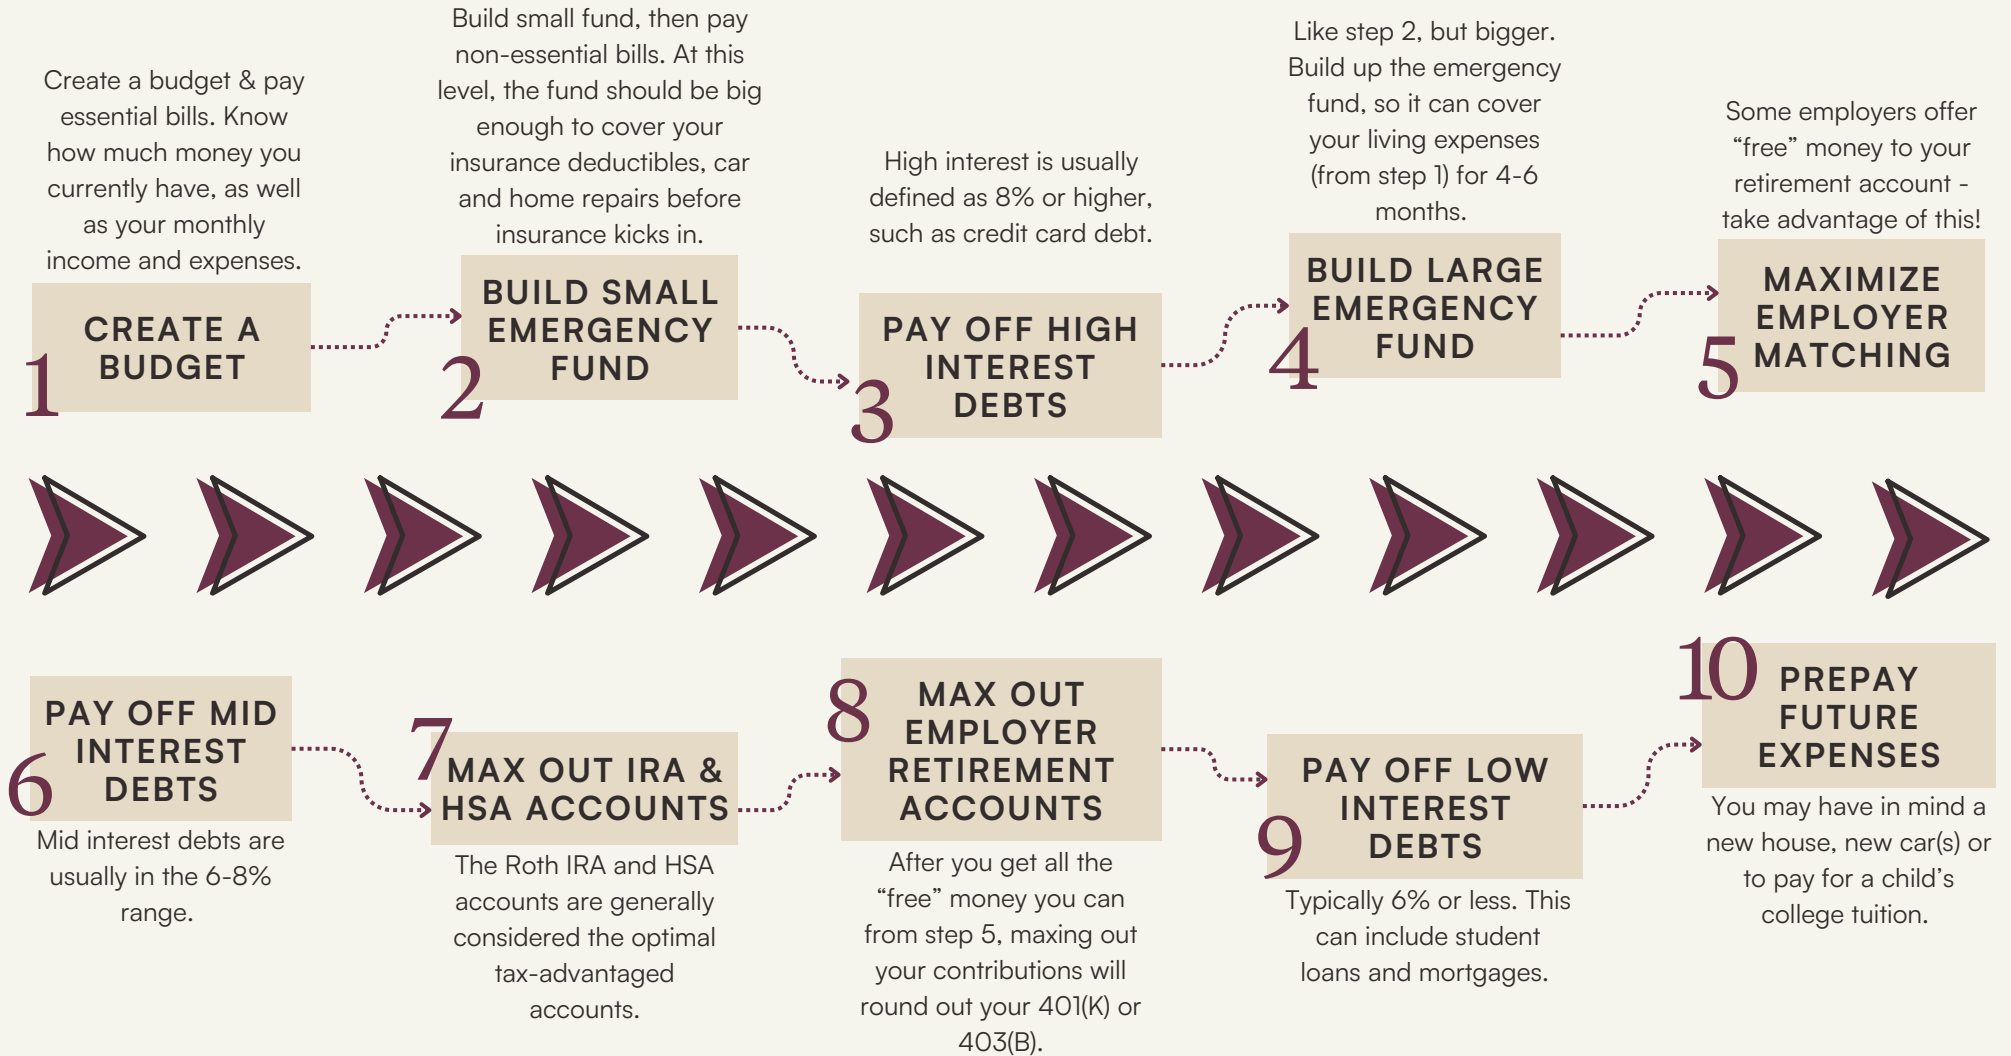 Create a budget & pay
essential bills. Know
how much money you
currently have, as well
as your monthly
income and expenses.
1
CREATE A
BUDGET
Build small fund, then pay
non-essential bills. At this
level, the fund should be big
enough to cover your
insurance deductibles, car
and home repairs before
insurance kicks in.
2
BUILD SMALL
EMERGENCY
FUND
High interest is usually
defined as 8% or higher,
such as credit card debt.
3
PAY OFF HIGH
INTEREST
DEBTS
Like step 2, but bigger.
Build up the emergency
fund, so it can cover
your living expenses
(from step 1) for 4-6
months.
4
BUILD LARGE
EMERGENCY
FUND
Some employers offer
“free” money to your
retirement account -
take advantage of this!
5
MAXIMIZE
EMPLOYER
MATCHING
6
PAY OFF MID
INTEREST
DEBTS
Mid interest debts are
usually in the 6-8%
range.
7
MAX OUT IRA &
HSA ACCOUNTS
The Roth IRA and HSA
accounts are generally
considered the optimal
tax-advantaged
accounts.
8
MAX OUT
EMPLOYER
RETIREMENT
ACCOUNTS
After you get all the
“free” money you can
from step 5, maxing out
your contributions will
round out your 401(K) or
403(B).
9
PAY OFF LOW
INTEREST
DEBTS
Typically 6% or less. This
can include student
loans and mortgages.
10
PREPAY
FUTURE
EXPENSES
You may have in mind a
new house, new car(s) or
to pay for a child’s
college tuition.